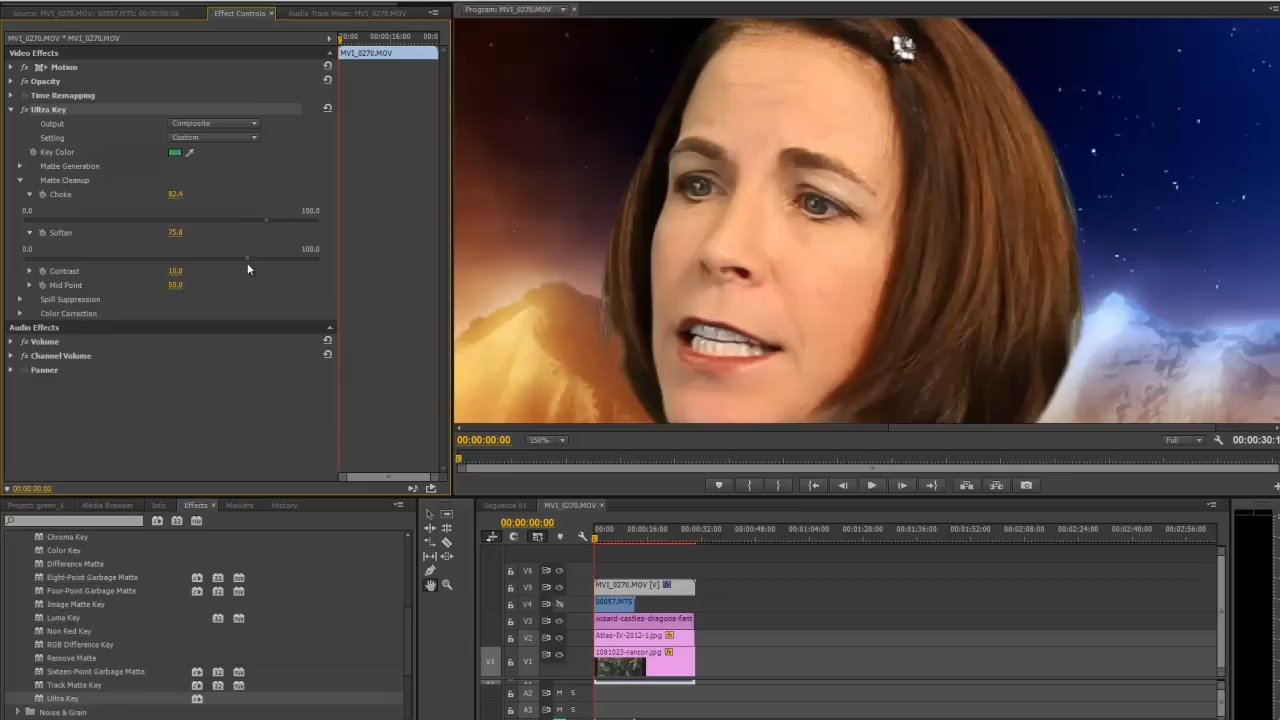 Source: MVI_0270.MOV: 00057.MTS: 00:00:00:00
Effect Controls
Audio Track Mixer: MVI_0270.MOV
Program: MVI_0270.MOV
MVI_0270.MOV * MVI_0270.MOV
00:00
00:00:16:00
00:0
Video Effects
MVI_0270.MOV
fx Motion
fx Opacity
fx Time Remapping
fx Ultra Key
Output Composite
Setting Custom
Key Color
Matte Generation
Matte Cleanup
Choke 82.4
0.0 100.0
Soften 75.8
0.0 100.0
Contrast 10.0
Mid Point 50.0
Spill Suppression
Color Correction
Audio Effects
fx Volume
fx Channel Volume
Panner
00:00:00:00
00:00:00:00
150%
Full
00:00:30:1
Project: green_1
Media Browser
Info
Effects
Markers
History
Chroma Key
Color Key
Difference Matte
Eight-Point Garbage Matte
Four-Point Garbage Matte
Image Matte Key
Luma Key
Non Red Key
RGB Difference Key
Remove Matte
Sixteen-Point Garbage Matte
Track Matte Key
Ultra Key
Noise & Grain
Sequence 01
MVI_0270.MOV
00:00:00:00
00:00 00:00:16:00 00:00:32:00 00:00:48:00 00:01:04:00 00:01:20:00 00:01:36:00 00:01:52:00 00:02:08:00 00:02:24:00 00:02:40:00 00:02:56:00
V6
V5 MVI_0270.MOV [V]
V4 00057.MTS
V3 wizard-castles-dragons-fant
V2 Atlas-IV-2012-1.jpg
V1 V1 1081023-rancor.jpg
A2 M S
A3 M S